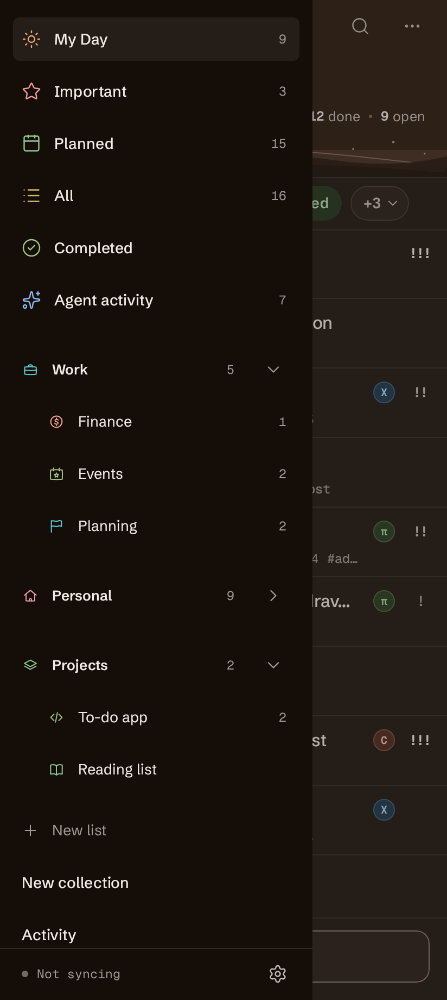 My Day 9
12 done • 9 open
Important 3
Planned 15
All 16
+3
Completed
!!!
Agent activity 7
Work 5
X !!
Finance 1
Events 2
Planning 2
π !!
4 #ad…
Personal 9
π !
Projects 2
To-do app 2
C !!!
Reading list
X
New list
New collection
Activity
Not syncing